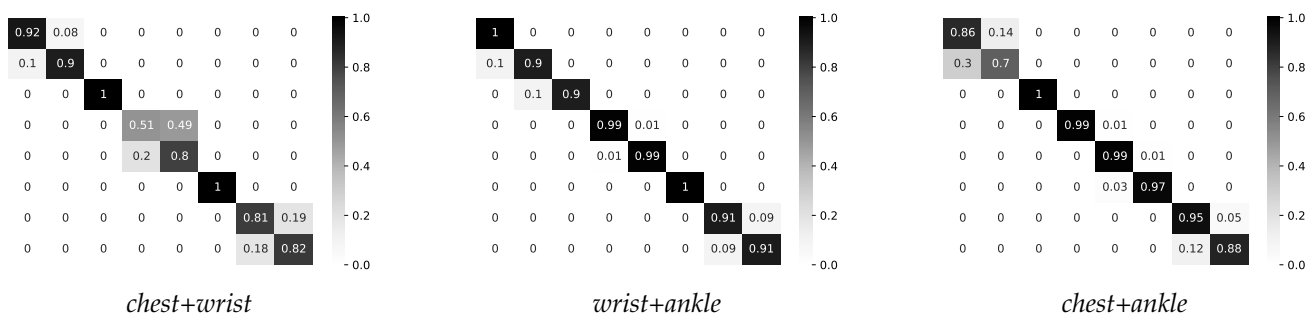 0.92 0.08 0 0 0 0 0 0
0.1 0.9 0 0 0 0 0 0
0 0 1 0 0 0 0 0
0 0 0 0.51 0.49 0 0 0
0 0 0 0.2 0.8 0 0 0
0 0 0 0 0 1 0 0
0 0 0 0 0 0 0.81 0.19
0 0 0 0 0 0 0.18 0.82
1.0
0.8
0.6
0.4
0.2
0.0
chest+wrist
1 0 0 0 0 0 0 0
0.1 0.9 0 0 0 0 0 0
0 0.1 0.9 0 0 0 0 0
0 0 0 0.99 0.01 0 0 0
0 0 0 0.01 0.99 0 0 0
0 0 0 0 0 1 0 0
0 0 0 0 0 0 0.91 0.09
0 0 0 0 0 0 0.09 0.91
1.0
0.8
0.6
0.4
0.2
0.0
wrist+ankle
0.86 0.14 0 0 0 0 0 0
0.3 0.7 0 0 0 0 0 0
0 0 1 0 0 0 0 0
0 0 0 0.99 0.01 0 0 0
0 0 0 0 0.99 0.01 0 0
0 0 0 0 0.03 0.97 0 0
0 0 0 0 0 0 0.95 0.05
0 0 0 0 0 0 0.12 0.88
1.0
0.8
0.6
0.4
0.2
0.0
chest+ankle